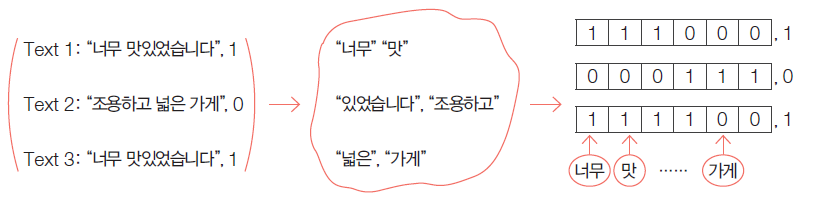 Text 1: “너무 맛있었습니다”, 1
Text 2: “조용하고 넓은 가게”, 0
Text 3: “너무 맛있었습니다”, 1
“너무” “맛”
“있었습니다”, “조용하고”
“넓은”, “가게”
1 1 1 0 0 0 , 1
0 0 0 1 1 1 , 0
1 1 1 1 0 0 , 1
너무 맛 …… 가게